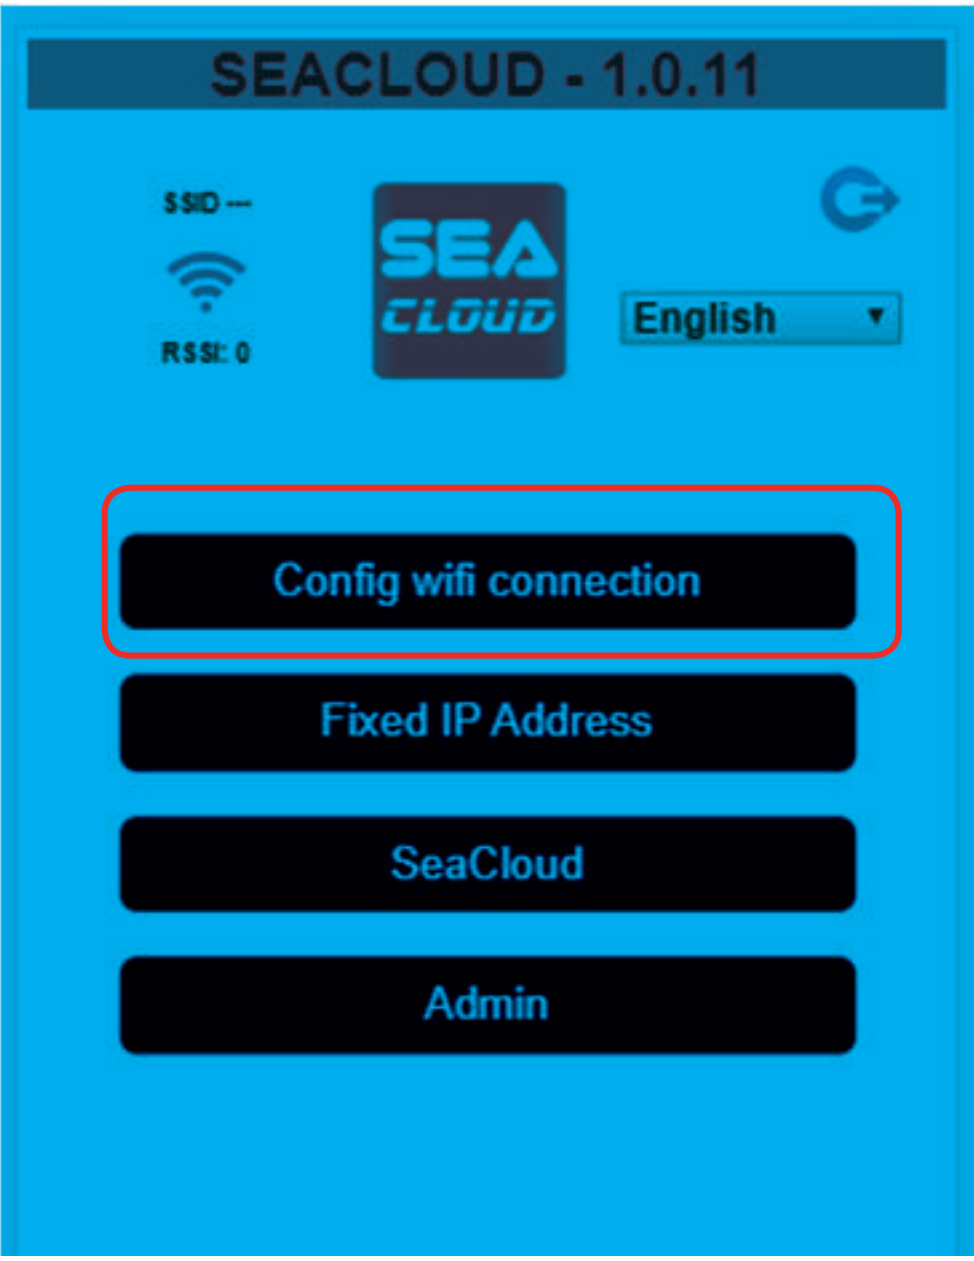 SEACLOUD - 1.0.11
SSID ---
SEA
CLOUD
RSSI: 0
English
Config wifi connection
Fixed IP Address
SeaCloud
Admin